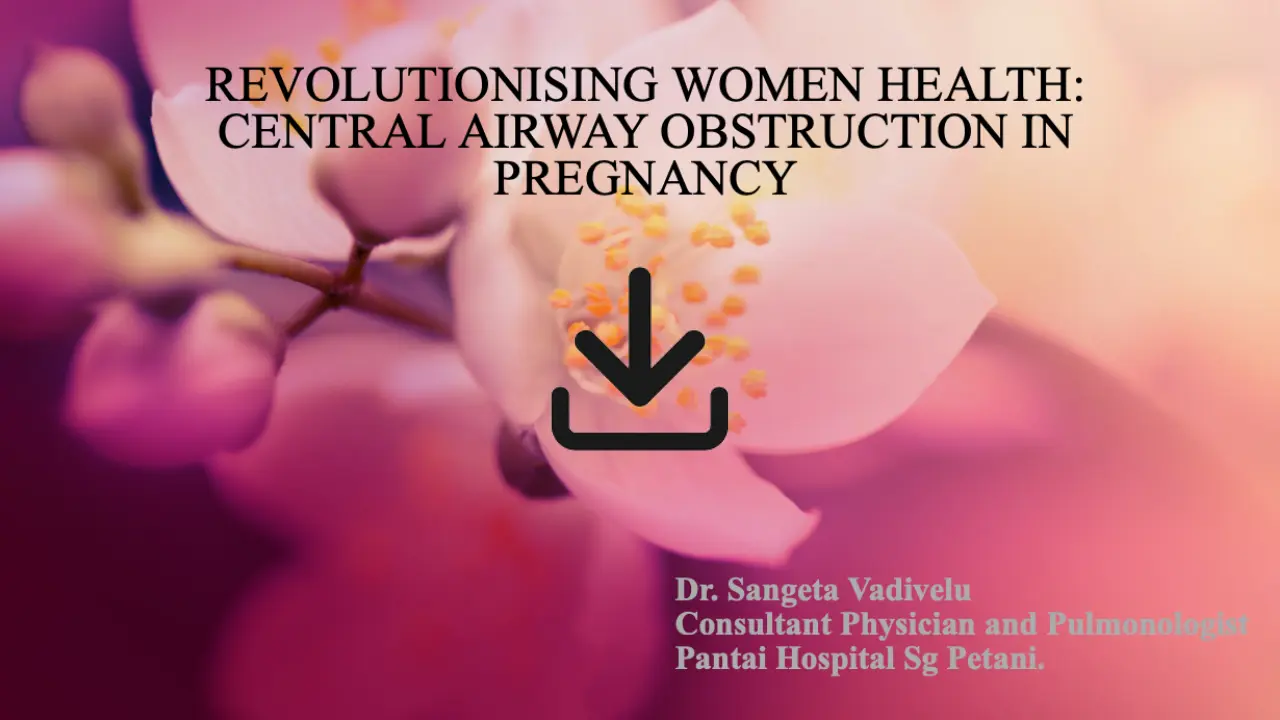 REVOLUTIONISING WOMEN HEALTH:
CENTRAL AIRWAY OBSTRUCTION IN
PREGNANCY
Dr. Sangeta Vadivelu
Consultant Physician and Pulmonologist
Pantai Hospital Sg Petani.